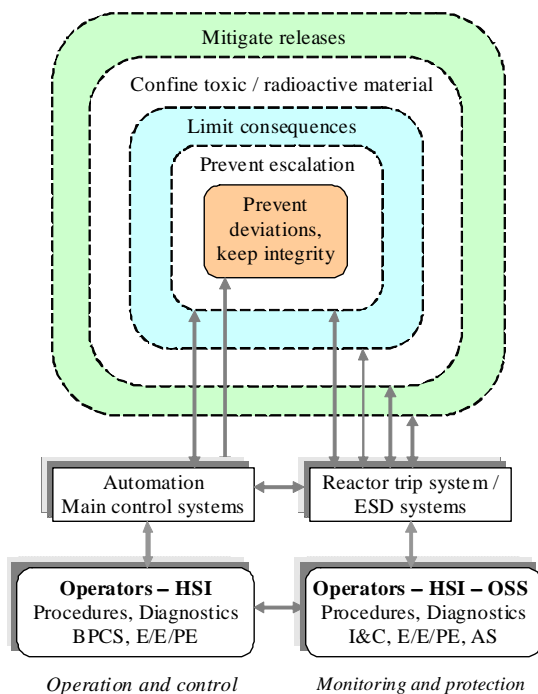 Mitigate releases
Confine toxic / radioactive material
Limit consequences
Prevent escalation
Prevent
deviations,
keep integrity
Automation
Main control systems
Reactor trip system /
ESD systems
Operators – HSI
Procedures, Diagnostics
BPCS, E/E/PE
Operators – HSI – OSS
Procedures, Diagnostics
I&C, E/E/PE, AS
Operation and control
Monitoring and protection